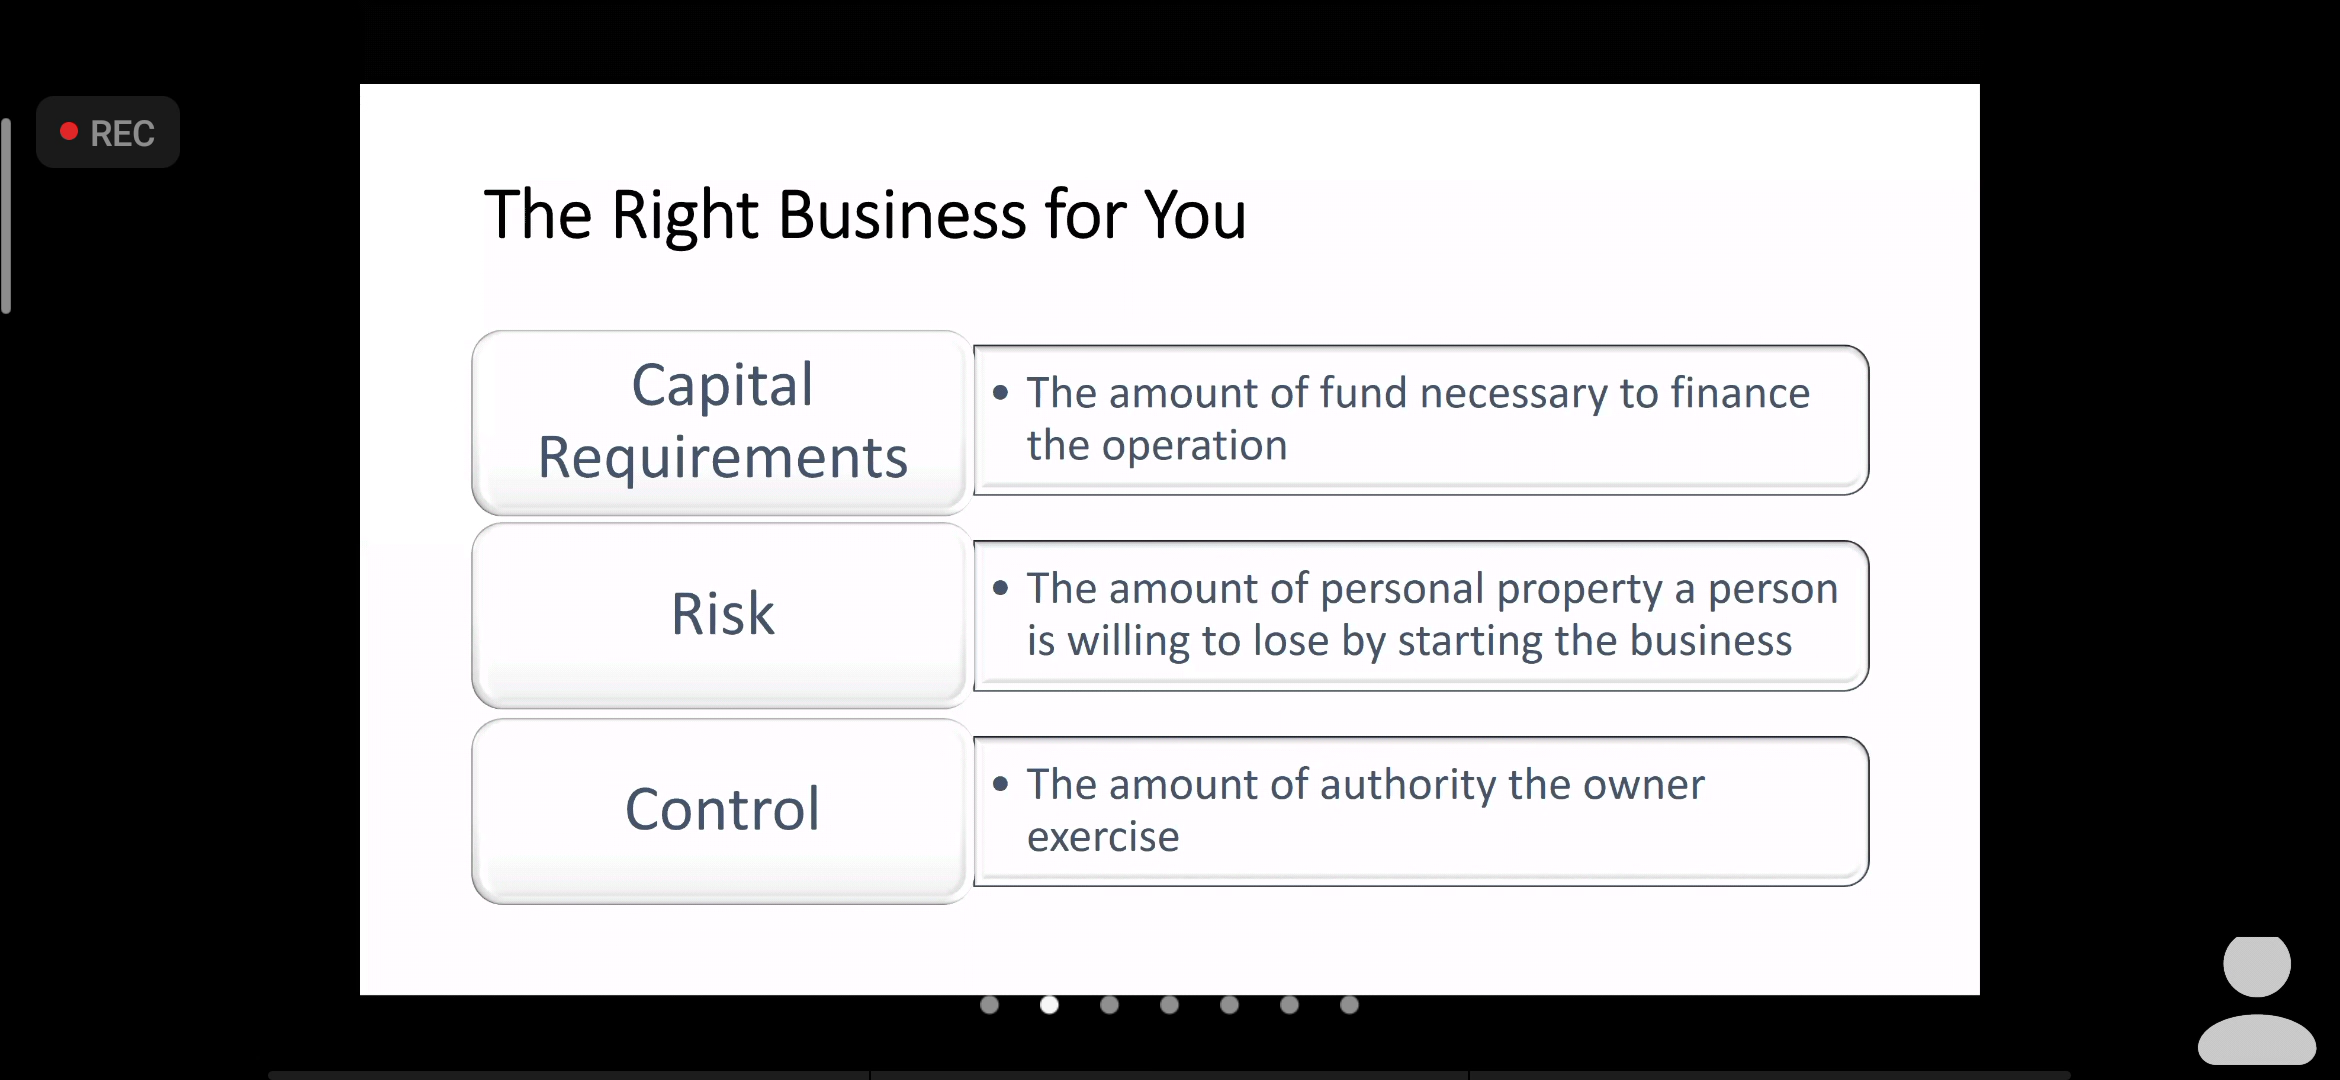 REC
The Right Business for You
Capital
Requirements
• The amount of fund necessary to finance
the operation
Risk
• The amount of personal property a person
is willing to lose by starting the business
Control
• The amount of authority the owner
exercise